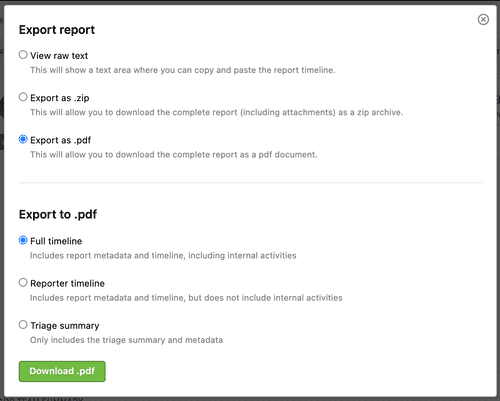 Export report
View raw text
This will show a text area where you can copy and paste the report timeline.
Export as .zip
This will allow you to download the complete report (including attachments) as a zip archive.
Export as .pdf
This will allow you to download the complete report as a pdf document.
Export to .pdf
Full timeline
Includes report metadata and timeline, including internal activities
Reporter timeline
Includes report metadata and timeline, but does not include internal activities
Triage summary
Only includes the triage summary and metadata
Download .pdf